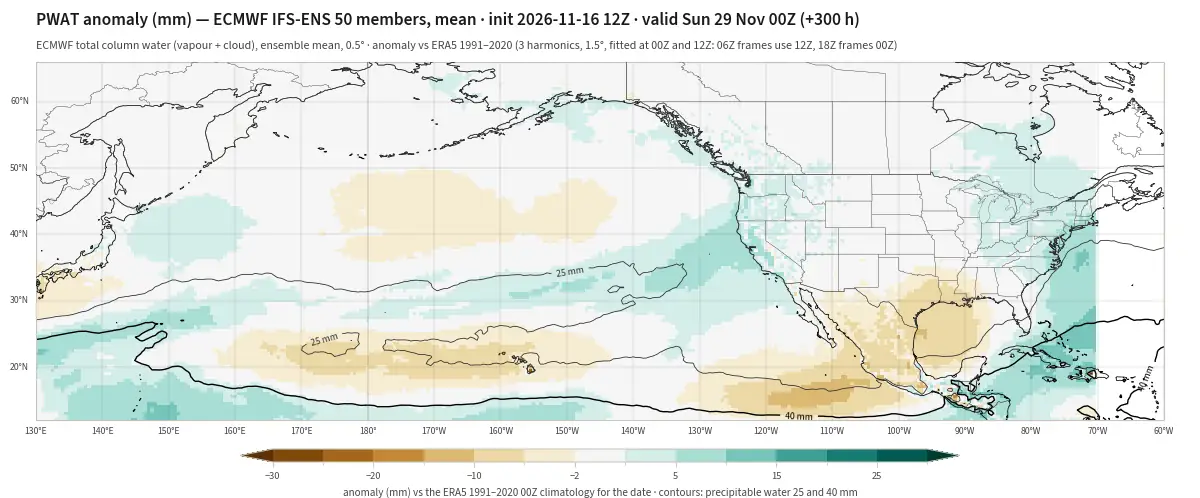 PWAT anomaly (mm) — ECMWF IFS-ENS 50 members, mean · init 2026-11-16 12Z · valid Sun 29 Nov 00Z (+300 h)
ECMWF total column water (vapour + cloud), ensemble mean, 0.5° · anomaly vs ERA5 1991–2020 (3 harmonics, 1.5°, fitted at 00Z and 12Z: 06Z frames use 12Z, 18Z frames 00Z)
60°N
50°N
40°N
30°N
20°N
25 mm
25 mm
40 mm
40 mm
130°E 140°E 150°E 160°E 170°E 180° 170°W 160°W 150°W 140°W 130°W 120°W 110°W 100°W 90°W 80°W 70°W 60°W
−30 −20 −10 −2 5 15 25
anomaly (mm) vs the ERA5 1991–2020 00Z climatology for the date · contours: precipitable water 25 and 40 mm